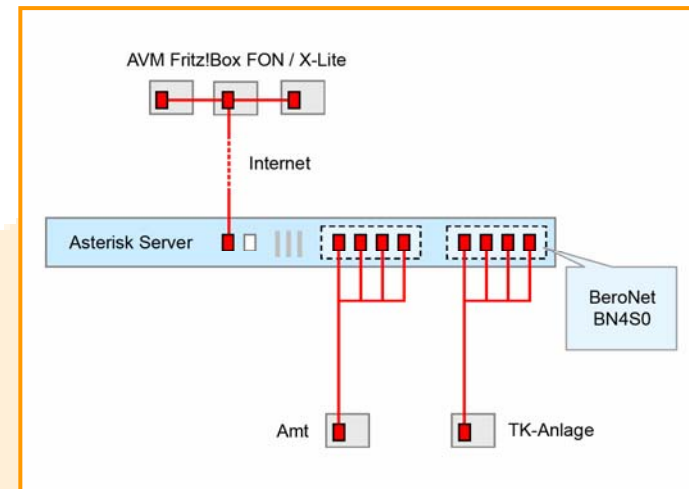 AVM Fritz!Box FON / X-Lite
Internet
Asterisk Server
BeroNet
BN4S0
Amt
TK-Anlage